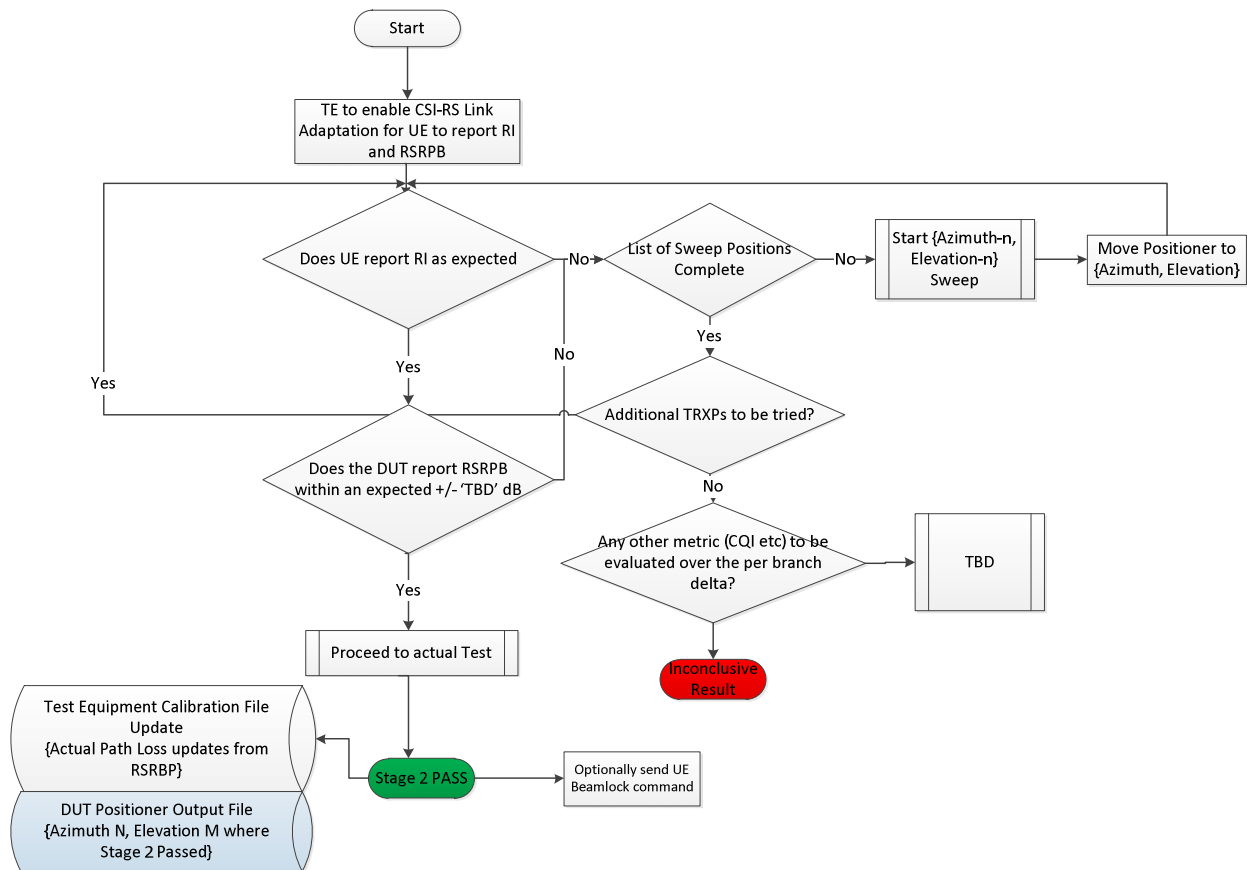 Start
TE to enable CSI-RS Link
Adaptation for UE to report RI
and RSRPB
Does UE report RI as expected
No
List of Sweep Positions
Complete
No
Start {Azimuth-n,
Elevation-n}
Sweep
Move Positioner to
{Azimuth, Elevation}
Yes
No
Yes
Yes
Additional TRXPs to be tried?
Does the DUT report RSRPB
within an expected +/- ‘TBD’ dB
No
Any other metric (CQI etc) to be
evaluated over the per branch
delta?
TBD
Yes
Proceed to actual Test
Inconclusive
Result
Test Equipment Calibration File
Update
{Actual Path Loss updates from
RSRBP}
Stage 2 PASS
Optionally send UE
Beamlock command
DUT Positioner Output File
{Azimuth N, Elevation M where
Stage 2 Passed}